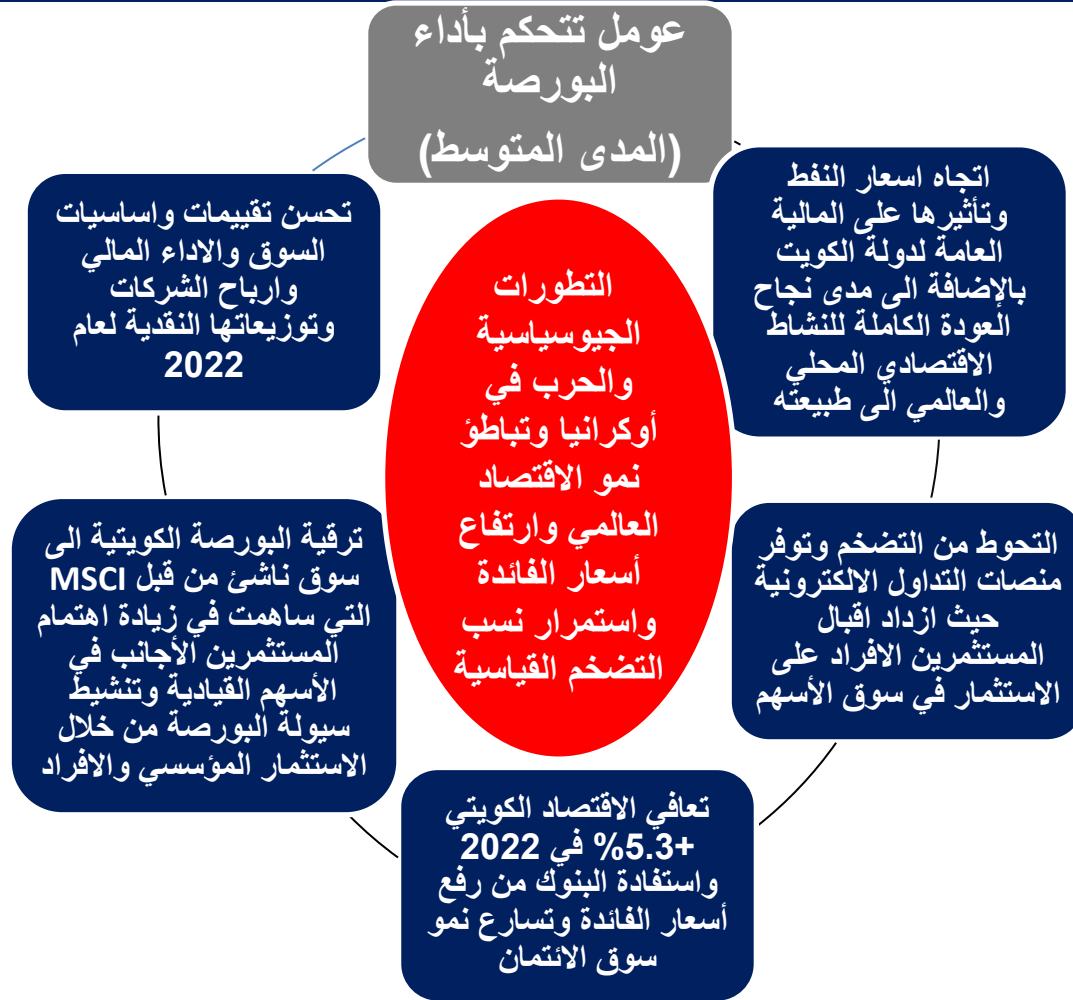 عومل تتحكم بأداء
البورصة
(المدى المتوسط)
اتجاه اسعار النفط
وتأثيرها على المالية
العامة لدولة الكويت
بالإضافة الى مدى نجاح
العودة الكاملة للنشاط
الاقتصادي المحلي
والعالمي الى طبيعته
التحوط من التضخم وتوفر
منصات التداول الالكترونية
حيث ازداد اقبال
المستثمرين الافراد على
الاستثمار في سوق الأسهم
تعافي الاقتصاد الكويتي
+5.3% في 2022
واستفادة البنوك من رفع
أسعار الفائدة وتسارع نمو
سوق الائتمان
ترقية البورصة الكويتية الى
سوق ناشئ من قبل MSCI
التي ساهمت في زيادة اهتمام
المستثمرين الأجانب في
الأسهم القيادية وتنشيط
سيولة البورصة من خلال
الاستثمار المؤسسي والافراد
تحسن تقييمات واساسيات
السوق والاداء المالي
وارباح الشركات
وتوزيعاتها النقدية لعام
2022
التطورات
الجيوسياسية
والحرب في
أوكرانيا وتباطؤ
نمو الاقتصاد
العالمي وارتفاع
أسعار الفائدة
واستمرار نسب
التضخم القياسية